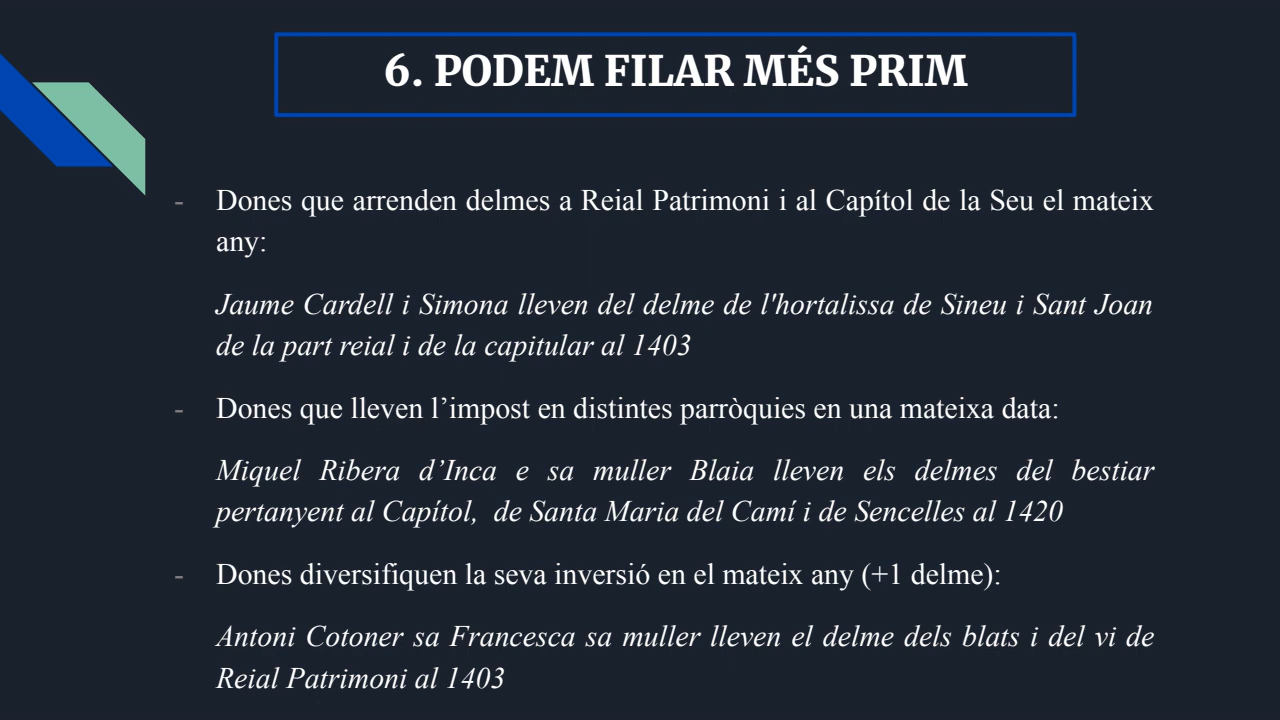 6. PODEM FILAR MÉS PRIM
- Dones que arrenden delmes a Reial Patrimoni i al Capítol de la Seu el mateix
any:
Jaume Cardell i Simona lleven del delme de l'hortalissa de Sineu i Sant Joan
de la part reial i de la capitular al 1403
- Dones que lleven l’impost en distintes parròquies en una mateixa data:
Miquel Ribera d’Inca e sa muller Blaia lleven els delmes del bestiar
pertanyent al Capítol, de Santa Maria del Camí i de Sencelles al 1420
- Dones diversifiquen la seva inversió en el mateix any (+1 delme):
Antoni Cotoner sa Francesca sa muller lleven el delme dels blats i del vi de
Reial Patrimoni al 1403